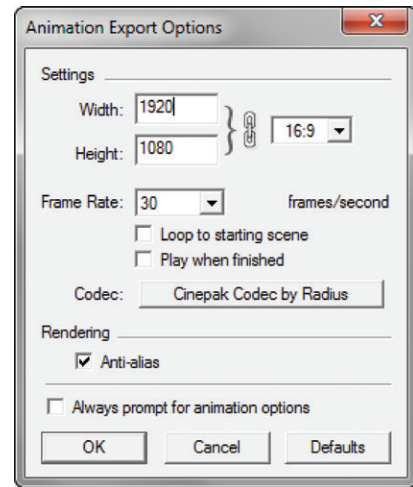 Animation Export Options
Settings
Width: 1920
16:9
Height: 1080
Frame Rate: 30 frames/second
Loop to starting scene
Play when finished
Codec: Cinepak Codec by Radius
Rendering
Anti-alias
Always prompt for animation options
OK Cancel Defaults